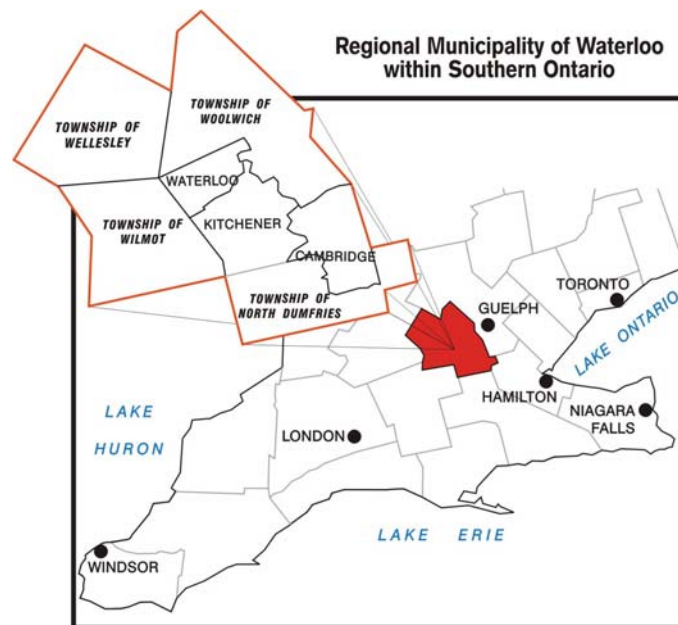 Regional Municipality of Waterloo
within Southern Ontario
TOWNSHIP OF
WOOLWICH
TOWNSHIP OF
WELLESLEY
WATERLOO
TOWNSHIP OF
WILMOT
KITCHENER
CAMBRIDGE
TOWNSHIP OF
NORTH DUMFRIES
GUELPH
TORONTO
LAKE ONTARIO
HAMILTON
NIAGARA
FALLS
LAKE
HURON
LONDON
LAKE ERIE
WINDSOR